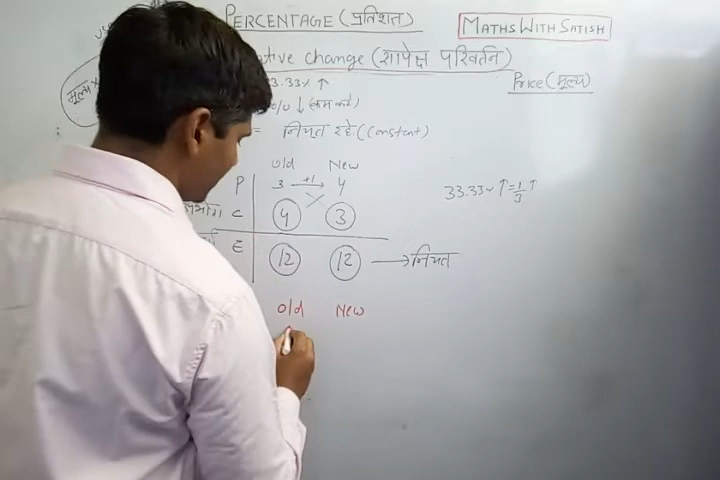 PERCENTAGE (प्रतिशत)
MATHS WITH SATISH
change (सापेक्ष परिवर्तन)
Price (मूल्य)
मूल्य x
33.33% ↑
% ↓ (कम करें)
= नियत रहे (Constant)
Old New
P 3 +1 4
33.33% ↑ = 1/3 ↑
C 4 3
E 12 12 → नियत
Old New